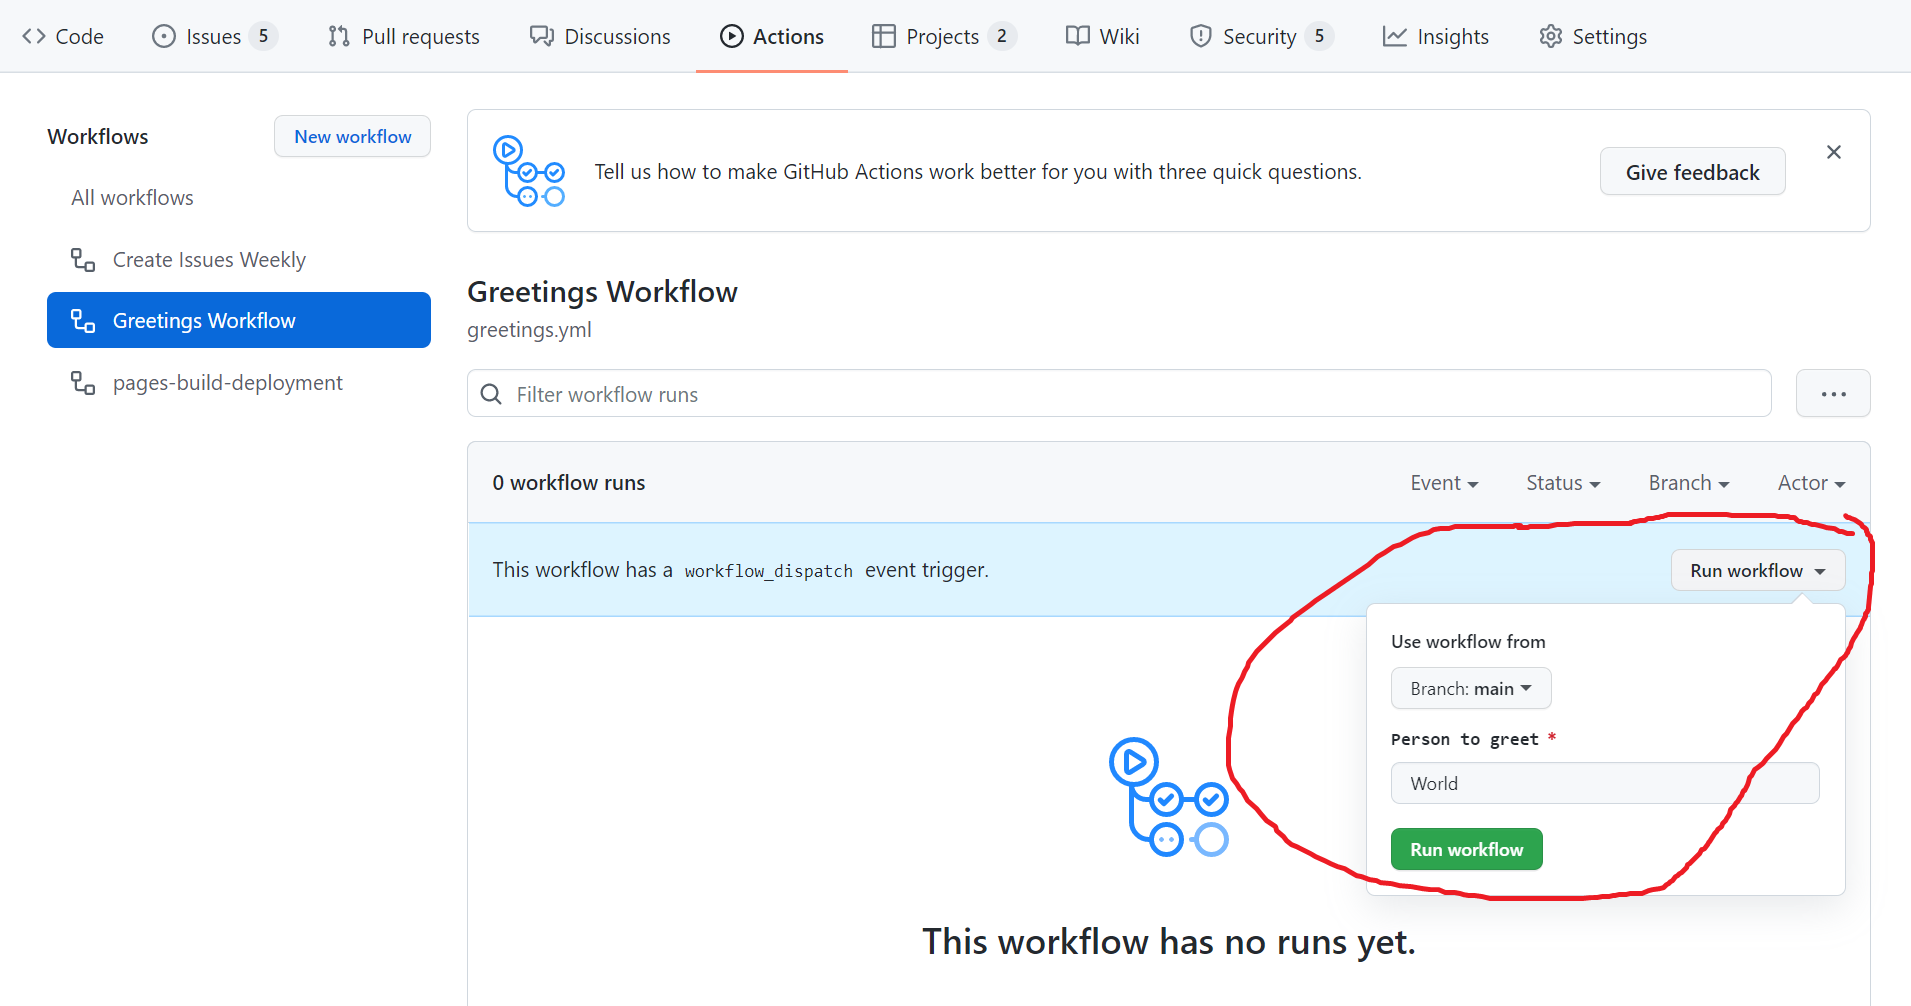 Code Issues 5 Pull requests Discussions Actions Projects 2 Wiki Security 5 Insights Settings
Workflows New workflow
All workflows
Create Issues Weekly
Greetings Workflow
pages-build-deployment
Tell us how to make GitHub Actions work better for you with three quick questions. Give feedback
Greetings Workflow
greetings.yml
Filter workflow runs
0 workflow runs Event Status Branch Actor
This workflow has a workflow_dispatch event trigger. Run workflow
Use workflow from
Branch: main
Person to greet *
World
Run workflow
This workflow has no runs yet.